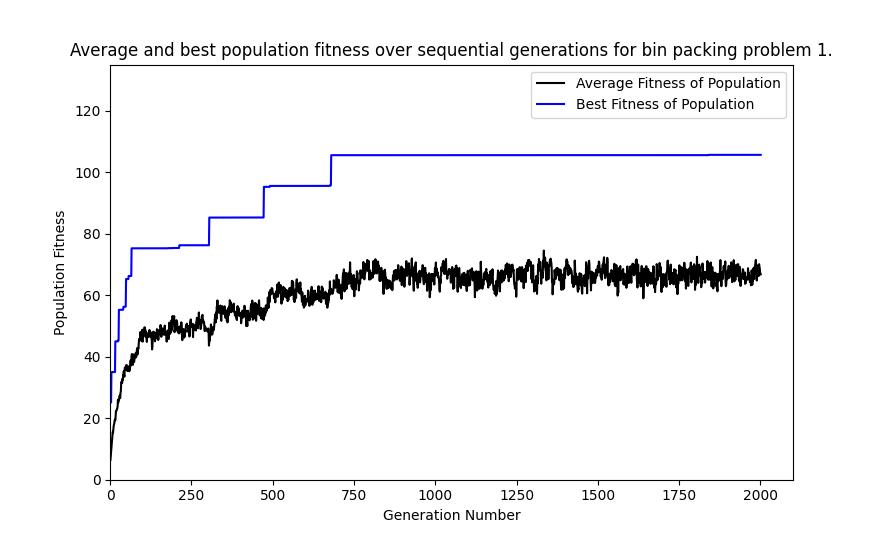 Average and best population fitness over sequential generations for bin packing problem 1.
Average Fitness of Population
Best Fitness of Population
120
100
80
60
40
20
0
Population Fitness
0 250 500 750 1000 1250 1500 1750 2000
Generation Number